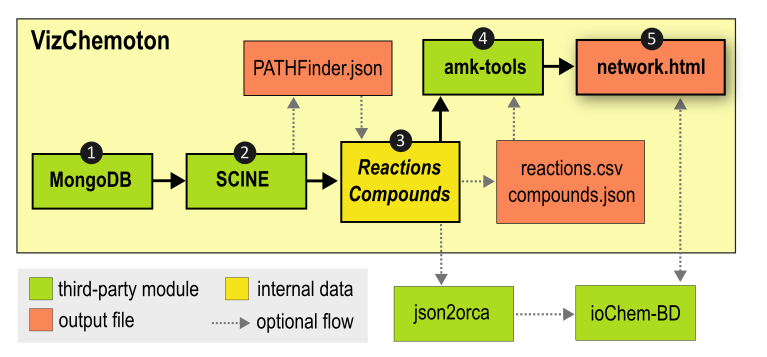 VizChemoton
PATHFinder.json
4
amk-tools
5
network.html
1
MongoDB
2
SCINE
3
Reactions
Compounds
reactions.csv
compounds.json
third-party module
internal data
output file
optional flow
json2orca
ioChem-BD